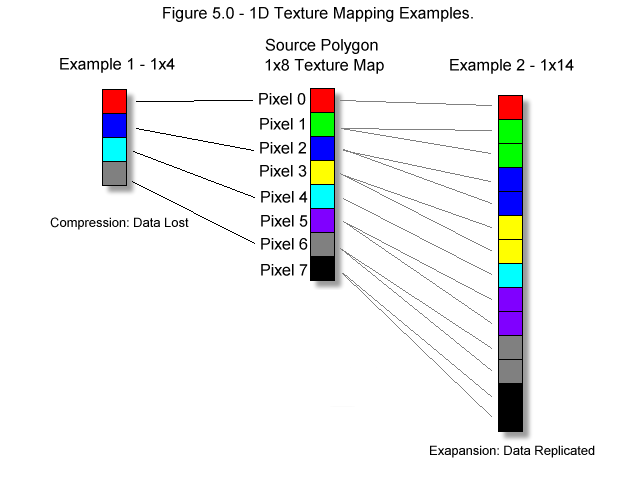 Figure 5.0 - 1D Texture Mapping Examples.
Source Polygon
Example 1 - 1x4
1x8 Texture Map
Example 2 - 1x14
Pixel 0
Pixel 1
Pixel 2
Pixel 3
Pixel 4
Pixel 5
Pixel 6
Pixel 7
Compression: Data Lost
Exapansion: Data Replicated